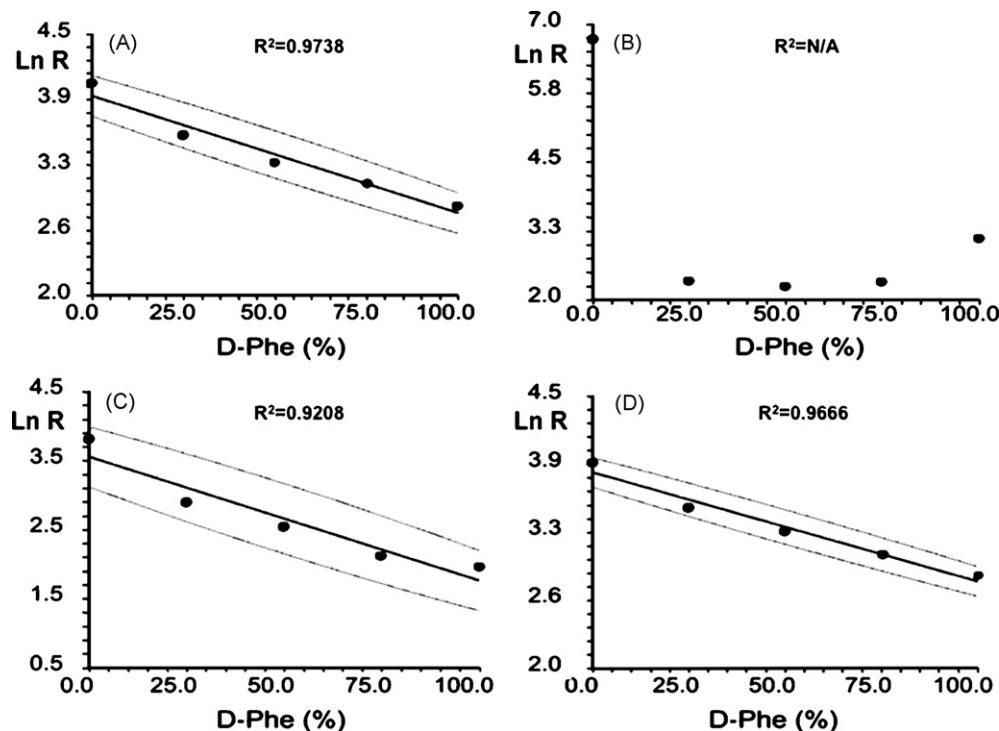 4.5 (A) R²=0.9738
Ln R
3.9
3.3
2.6
2.0
0.0 25.0 50.0 75.0 100.0
D-Phe (%)
7.0 (B) R²=N/A
Ln R
5.8
4.5
3.3
2.0
0.0 25.0 50.0 75.0 100.0
D-Phe (%)
4.5 (C) R²=0.9208
Ln R
3.5
2.5
1.5
0.5
0.0 25.0 50.0 75.0 100.0
D-Phe (%)
4.5 (D) R²=0.9666
Ln R
3.9
3.3
2.6
2.0
0.0 25.0 50.0 75.0 100.0
D-Phe (%)